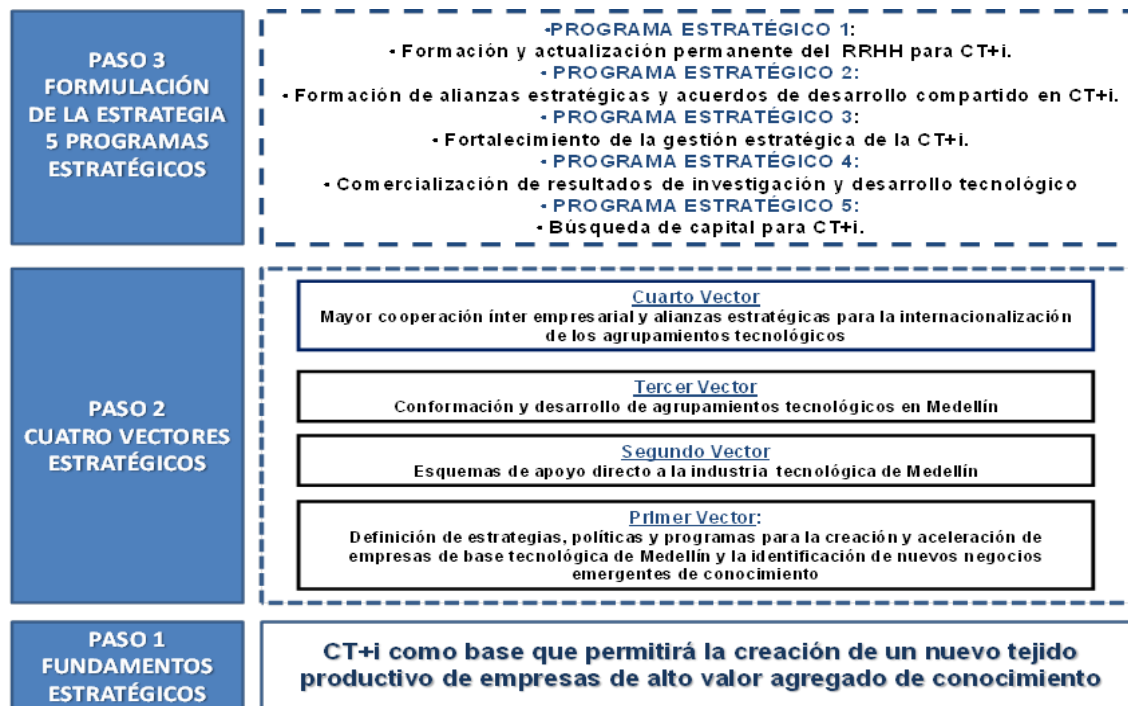 PASO 3
FORMULACIÓN
DE LA ESTRATEGIA
5 PROGRAMAS
ESTRATÉGICOS
•PROGRAMA ESTRATÉGICO 1:
• Formación y actualización permanente del RRHH para CT+i.
• PROGRAMA ESTRATÉGICO 2:
• Formación de alianzas estratégicas y acuerdos de desarrollo compartido en CT+i.
• PROGRAMA ESTRATÉGICO 3:
• Fortalecimiento de la gestión estratégica de la CT+i.
• PROGRAMA ESTRATÉGICO 4:
• Comercialización de resultados de investigación y desarrollo tecnológico
• PROGRAMA ESTRATÉGICO 5:
• Búsqueda de capital para CT+i.
PASO 2
CUATRO VECTORES
ESTRATÉGICOS
Cuarto Vector
Mayor cooperación ínter empresarial y alianzas estratégicas para la internacionalización
de los agrupamientos tecnológicos
Tercer Vector
Conformación y desarrollo de agrupamientos tecnológicos en Medellín
Segundo Vector
Esquemas de apoyo directo a la industria tecnológica de Medellín
Primer Vector:
Definición de estrategias, políticas y programas para la creación y aceleración de
empresas de base tecnológica de Medellín y la identificación de nuevos negocios
emergentes de conocimiento
PASO 1
FUNDAMENTOS
ESTRATÉGICOS
CT+i como base que permitirá la creación de un nuevo tejido
productivo de empresas de alto valor agregado de conocimiento